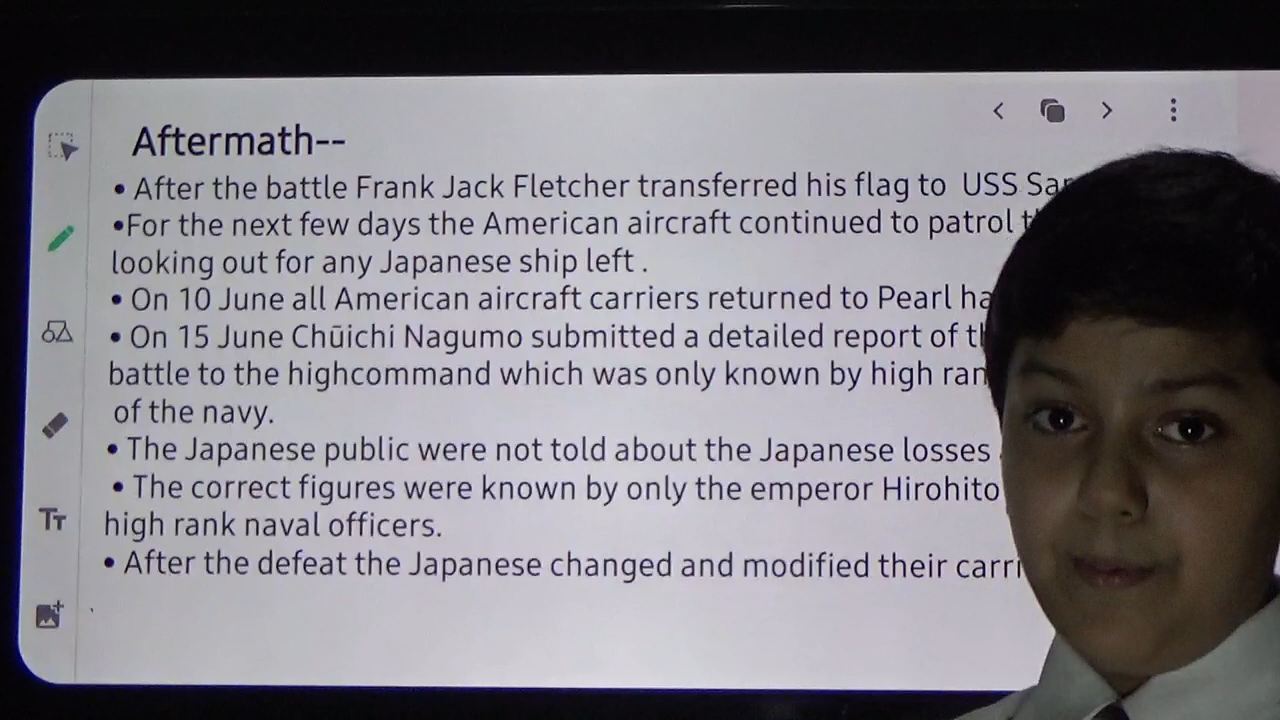 Aftermath--
• After the battle Frank Jack Fletcher transferred his flag to USS
•For the next few days the American aircraft continued to patrol
looking out for any Japanese ship left .
• On 10 June all American aircraft carriers returned to Pearl
• On 15 June Chūichi Nagumo submitted a detailed report of
battle to the highcommand which was only known by high
of the navy.
• The Japanese public were not told about the Japanese losses
• The correct figures were known by only the emperor Hirohito
high rank naval officers.
• After the defeat the Japanese changed and modified their
Tт